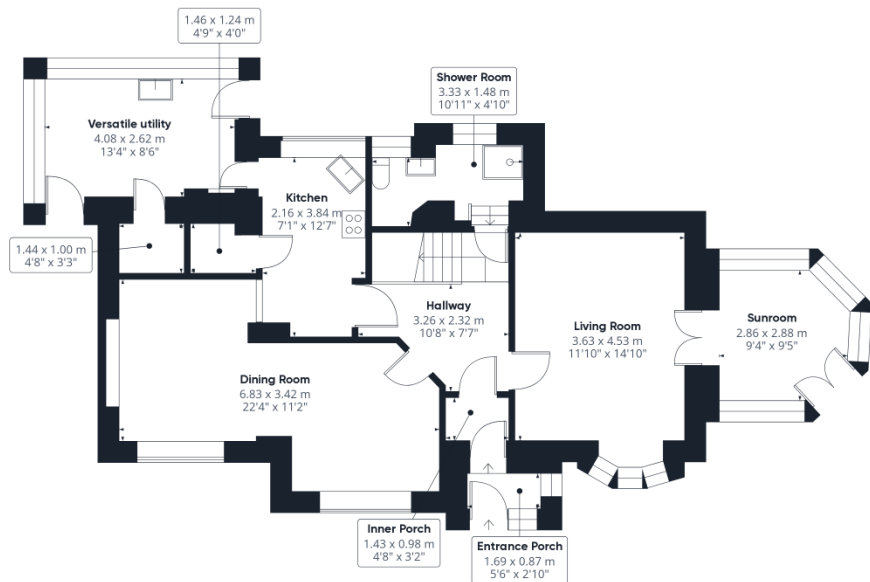 1.46 x 1.24 m
4'9" x 4'0"
Shower Room
3.33 x 1.48 m
10'11" x 4'10"
Versatile utility
4.08 x 2.62 m
13'4" x 8'6"
Kitchen
2.16 x 3.84 m
7'1" x 12'7"
1.44 x 1.00 m
4'8" x 3'3"
Hallway
3.26 x 2.32 m
10'8" x 7'7"
Living Room
3.63 x 4.53 m
11'10" x 14'10"
Sunroom
2.86 x 2.88 m
9'4" x 9'5"
Dining Room
6.83 x 3.42 m
22'4" x 11'2"
Inner Porch
1.43 x 0.98 m
4'8" x 3'2"
Entrance Porch
1.69 x 0.87 m
5'6" x 2'10"